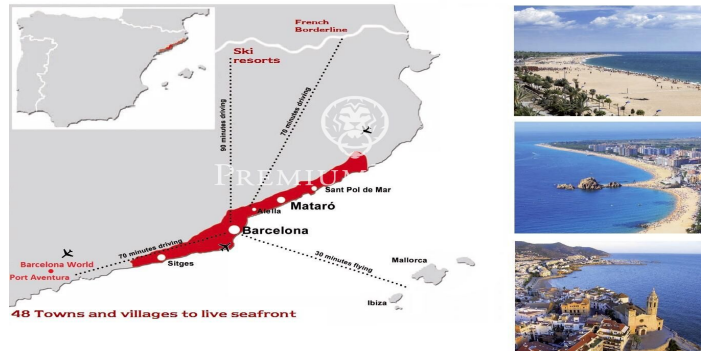 French
Borderline
Ski
resorts
90 minutes driving
70 minutes driving
PREMIUM
Sant Pol de Mar
Mataró
Alella
Barcelona
70 minutes driving
Barcelona World
Port Aventura
Sitges
30 minutes flying
Mallorca
Ibiza
48 Towns and villages to live seafront